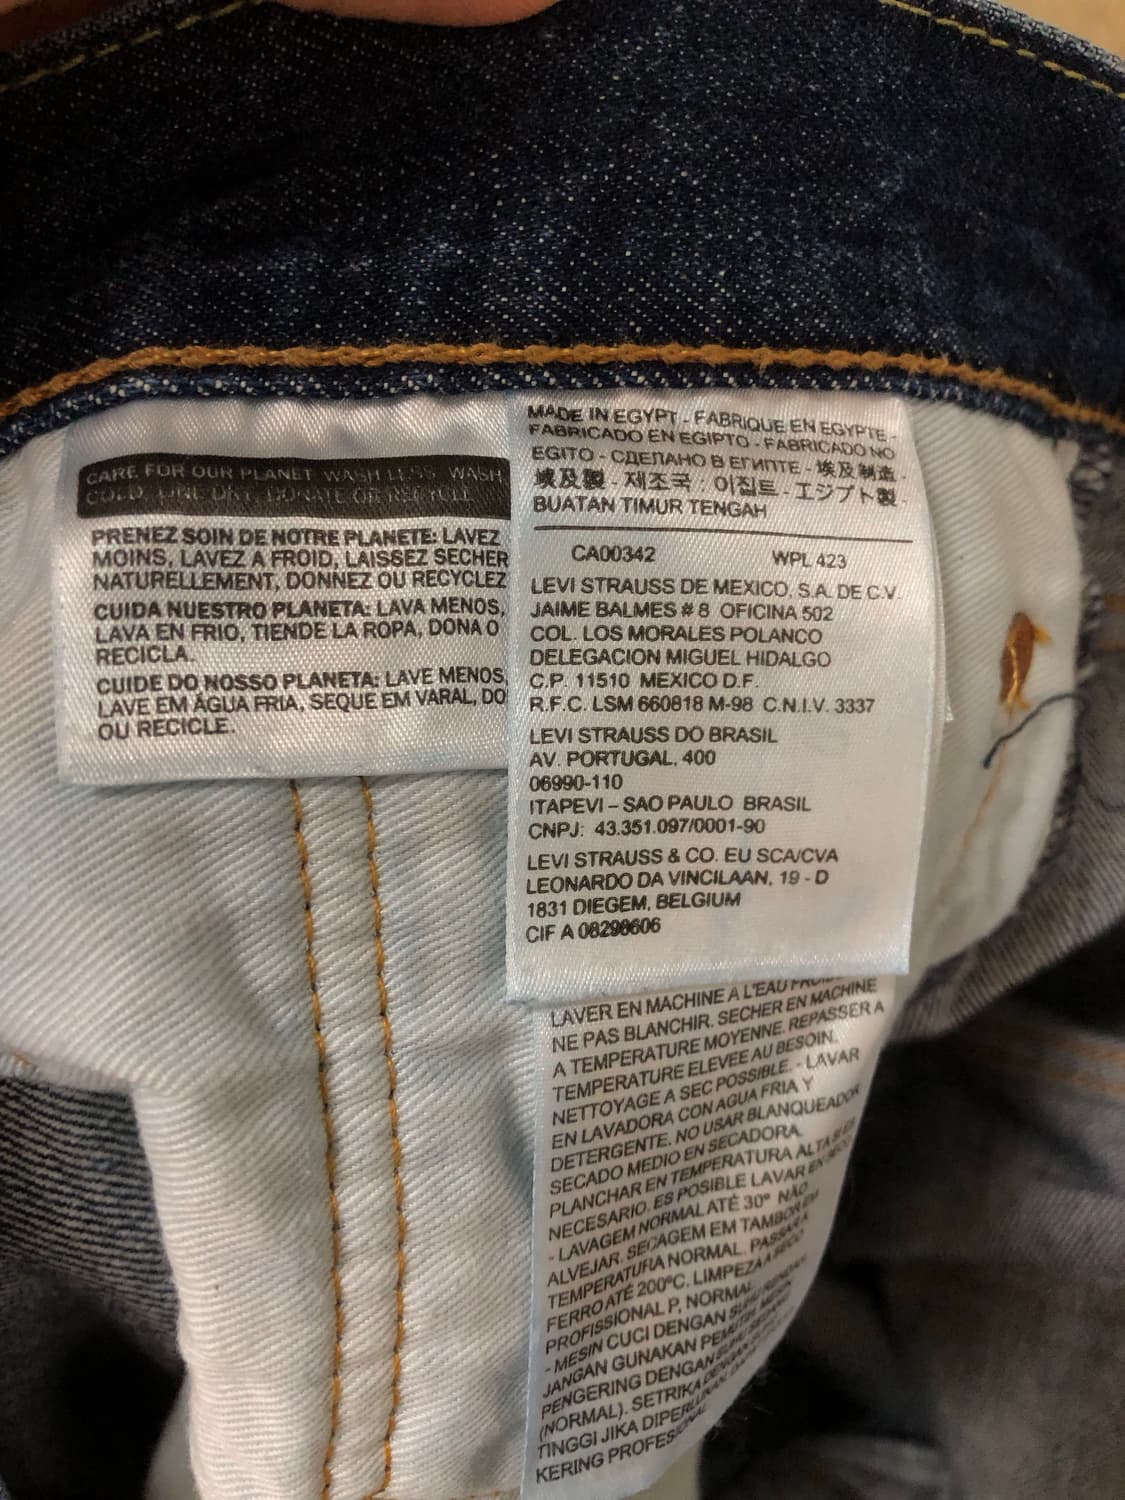 CARE FOR OUR PLANET: WASH LESS, WASH
COLD, LINE DRY, DONATE OR RECYCLE
PRENEZ SOIN DE NOTRE PLANETE: LAVEZ
MOINS, LAVEZ A FROID, LAISSEZ SECHER
NATURELLEMENT, DONNEZ OU RECYCLEZ
CUIDA NUESTRO PLANETA: LAVA MENOS,
LAVA EN FRIO, TIENDE LA ROPA, DONA O
RECICLA.
CUIDE DO NOSSO PLANETA: LAVE MENOS,
LAVE EM ÁGUA FRIA, SEQUE EM VARAL, DO
OU RECICLE.
MADE IN EGYPT - FABRIQUE EN EGYPTE -
FABRICADO EN EGIPTO - FABRICADO NO
EGITO - СДЕЛАНО В ЕГИПТЕ - 埃及制造 -
埃及製 - 제조국 : 이집트 - エジプト製 -
BUATAN TIMUR TENGAH
CA00342 WPL 423
LEVI STRAUSS DE MEXICO, S.A. DE C.V.
JAIME BALMES # 8 OFICINA 502
COL. LOS MORALES POLANCO
DELEGACION MIGUEL HIDALGO
C.P. 11510 MEXICO D.F.
R.F.C. LSM 660818 M-98 C.N.I.V. 3337
LEVI STRAUSS DO BRASIL
AV. PORTUGAL, 400
06990-110
ITAPEVI – SAO PAULO BRASIL
CNPJ: 43.351.097/0001-90
LEVI STRAUSS & CO. EU SCA/CVA
LEONARDO DA VINCILAAN, 19 - D
1831 DIEGEM, BELGIUM
CIF A 08298606
LAVER EN MACHINE A L'EAU
NE PAS BLANCHIR. SECHER EN MACHINE
A TEMPERATURE MOYENNE. REPASSER A
TEMPERATURE ELEVEE AU BESOIN.
NETTOYAGE A SEC POSSIBLE. - LAVAR
EN LAVADORA CON AGUA FRIA Y
DETERGENTE. NO USAR BLANQUEADOR
SECADO MEDIO EN SECADORA.
PLANCHAR EN TEMPERATURA ALTA SI ES
NECESARIO. ES POSIBLE LAVAR EN SECO
- LAVAGEM NORMAL ATÉ 30° NÃO
ALVEJAR. SECAGEM EM TAMBOR EM
TEMPERATURA NORMAL. PASSAR A
FERRO ATÉ 200°C. LIMPEZA A SECO
PROFISSIONAL P, NORMAL
- MESIN CUCI DENGAN SUHU RENDAH
JANGAN GUNAKAN PEMUTIH. MESIN
PENGERING DENGAN SUHU SEDANG
(NORMAL). SETRIKA DENGAN
TINGGI JIKA DIPERLUKAN.
KERING PROFESIONAL